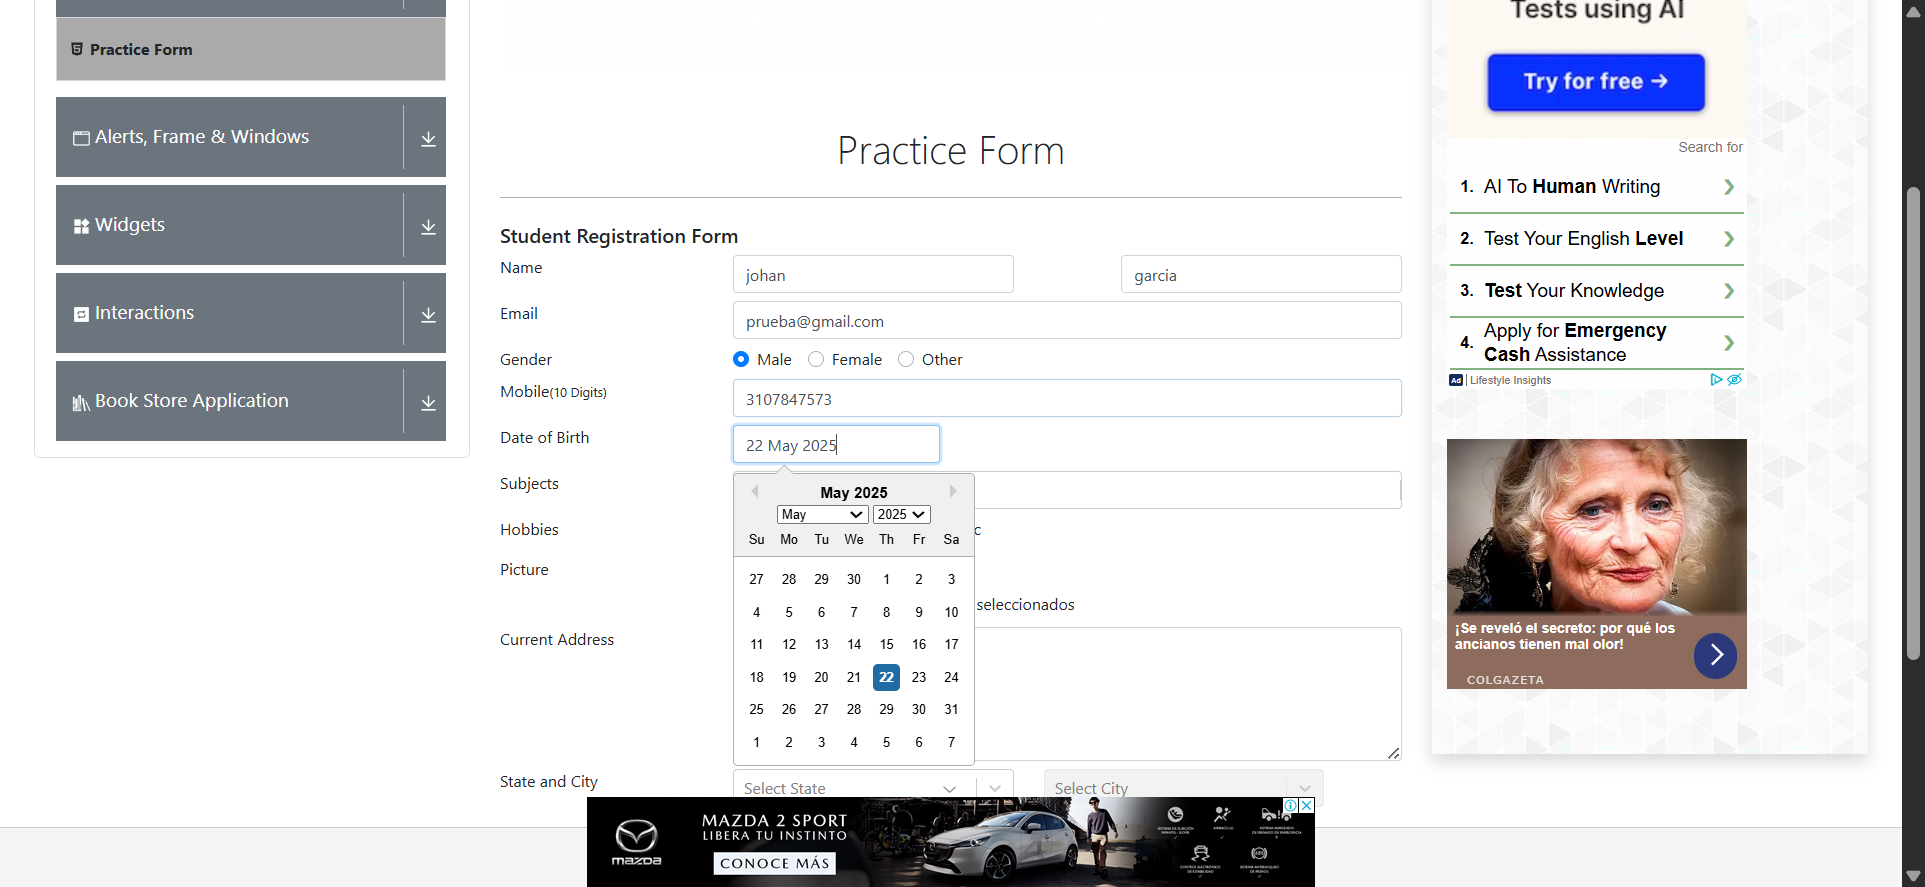 Practice Form
Alerts, Frame & Windows
Widgets
Interactions
Book Store Application
Practice Form
Student Registration Form
Name
johan
garcia
Email
prueba@gmail.com
Gender
Male
Female
Other
Mobile(10 Digits)
3107847573
Date of Birth
22 May 2025
Subjects
May 2025
May
2025
Su Mo Tu We Th Fr Sa
27 28 29 30 1 2 3
4 5 6 7 8 9 10
11 12 13 14 15 16 17
18 19 20 21 22 23 24
25 26 27 28 29 30 31
1 2 3 4 5 6 7
Hobbies
c
Picture
seleccionados
Current Address
State and City
Select State
Select City
Tests using AI
Try for free →
Search for
1. AI To Human Writing
2. Test Your English Level
3. Test Your Knowledge
4. Apply for Emergency
Cash Assistance
Ad | Lifestyle Insights
¡Se reveló el secreto: por qué los
ancianos tienen mal olor!
COLGAZETA
mazda
MAZDA 2 SPORT
LIBERA TU INSTINTO
CONOCE MÁS